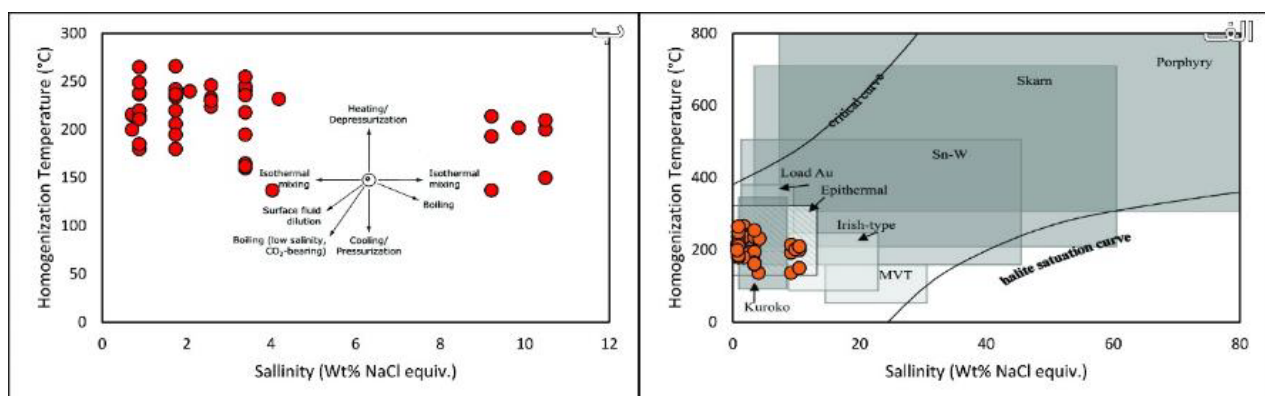 ب
300
250
200
150
100
50
0
0 2 4 6 8 10 12
Homogenization Temperature (°C)
Sallinity (Wt% NaCl equiv.)
Heating/
Depressurization
Isothermal
mixing
Isothermal
mixing
Surface fluid
dilution
Boiling
Boiling (low salinity,
CO₂-bearing)
Cooling/
Pressurization
الف
800
600
400
200
0
0 20 40 60 80
Homogenization Temperature (°C)
Sallinity (Wt% NaCl equiv.)
Porphyry
Skarn
critical curve
Sn-W
Load Au
Epithermal
Irish-type
MVT
Kuroko
halite satuation curve